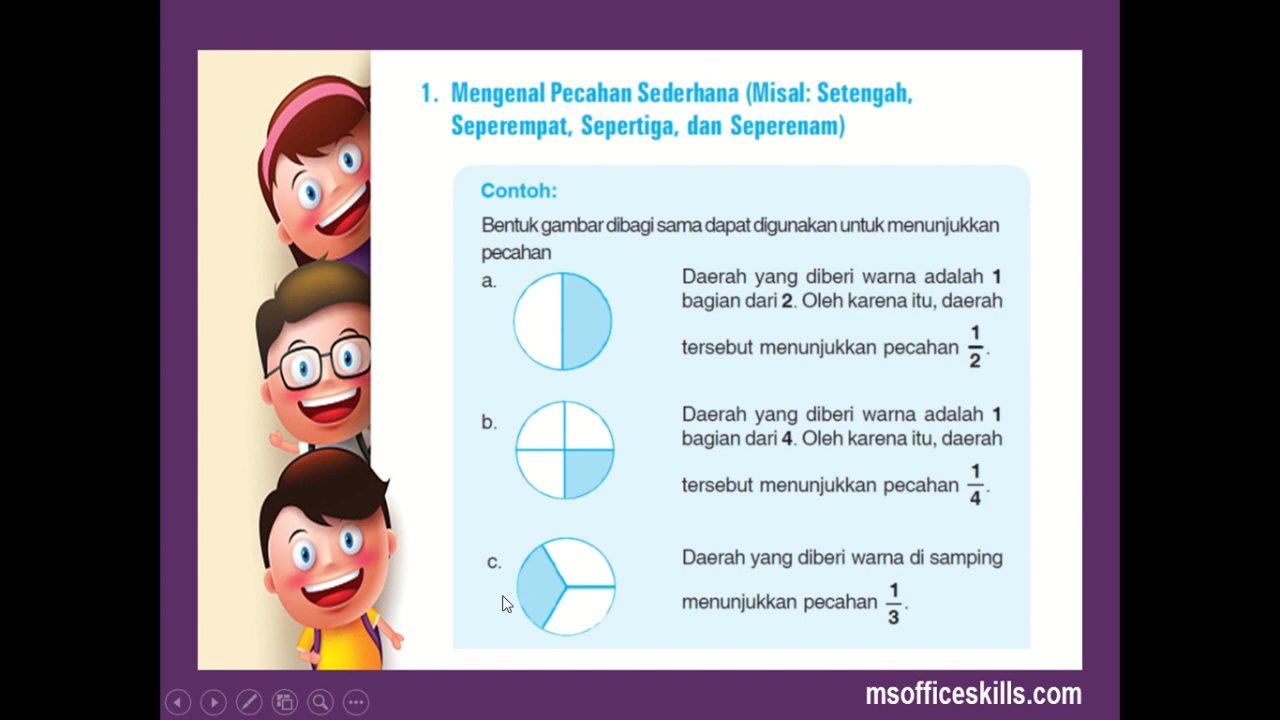 1. Mengenal Pecahan Sederhana (Misal: Setengah,
Seperempat, Sepertiga, dan Seperenam)
Contoh:
Bentuk gambar dibagi sama dapat digunakan untuk menunjukkan
pecahan
a.
Daerah yang diberi warna adalah 1
bagian dari 2. Oleh karena itu, daerah
tersebut menunjukkan pecahan 1/2.
b.
Daerah yang diberi warna adalah 1
bagian dari 4. Oleh karena itu, daerah
tersebut menunjukkan pecahan 1/4.
c.
Daerah yang diberi warna di samping
menunjukkan pecahan 1/3.
msofficeskills.com